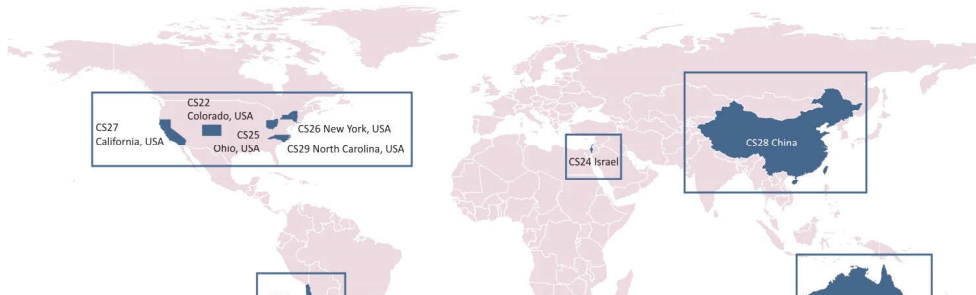 CS22
Colorado, USA
CS27
California, USA
CS25
Ohio, USA
CS26 New York, USA
CS29 North Carolina, USA
CS24 Israel
CS28 China